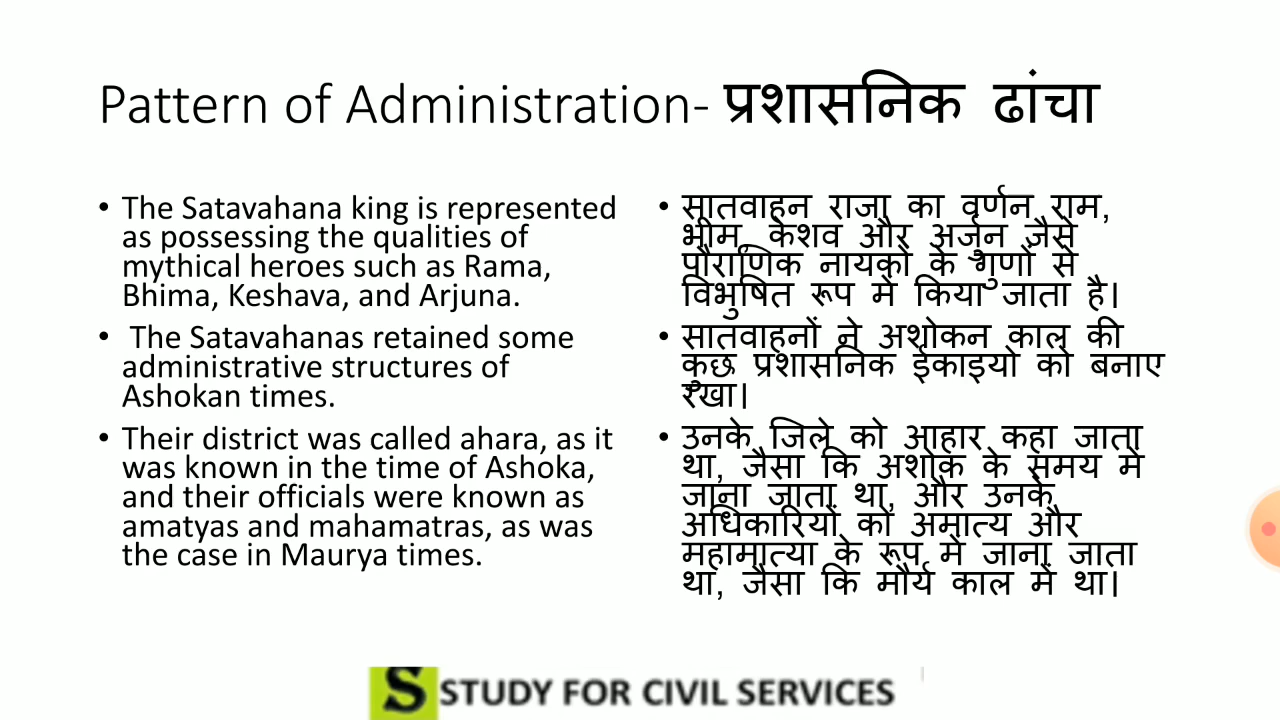 Pattern of Administration- प्रशासनिक ढांचा
• The Satavahana king is represented
as possessing the qualities of
mythical heroes such as Rama,
Bhima, Keshava, and Arjuna.
• The Satavahanas retained some
administrative structures of
Ashokan times.
• Their district was called ahara, as it
was known in the time of Ashoka,
and their officials were known as
amatyas and mahamatras, as was
the case in Maurya times.
• सातवाहन राजा का वर्णन राम,
भीम, केशव और अर्जुन जैसे
पौराणिक नायकों के गुणों से
विभुषित रूप में किया जाता है।
• सातवाहनों ने अशोकन काल की
कुछ प्रशासनिक ईकाइयो को बनाए
रखा।
• उनके जिले को आहार कहा जाता
था, जैसा कि अशोक के समय में
जाना जाता था, और उनके
अधिकारियों को अमात्य और
महामात्या के रूप में जाना जाता
था, जैसा कि मौर्य काल में था।
S STUDY FOR CIVIL SERVICES